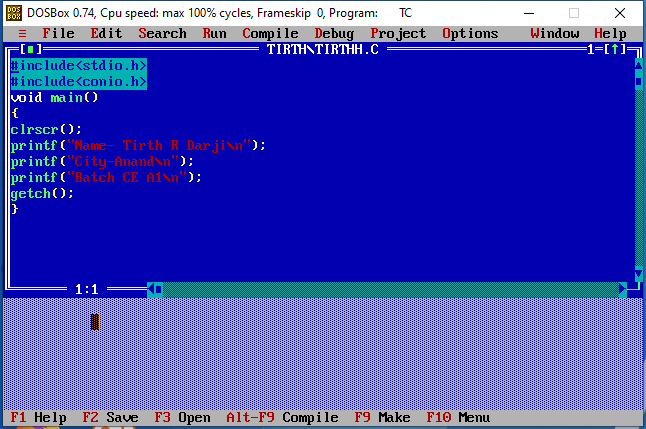 DOSBox 0.74, Cpu speed: max 100% cycles, Frameskip 0, Program: TC
≡ File Edit Search Run Compile Debug Project Options Window Help
[■] TIRTH\TIRTHH.C 1=[↑]
#include<stdio.h>
#include<conio.h>
void main()
{
clrscr();
printf("Name- Tirth R Darji\n");
printf("City-Anand\n");
printf("Batch CE A1\n");
getch();
}
1:1
F1 Help F2 Save F3 Open Alt-F9 Compile F9 Make F10 Menu